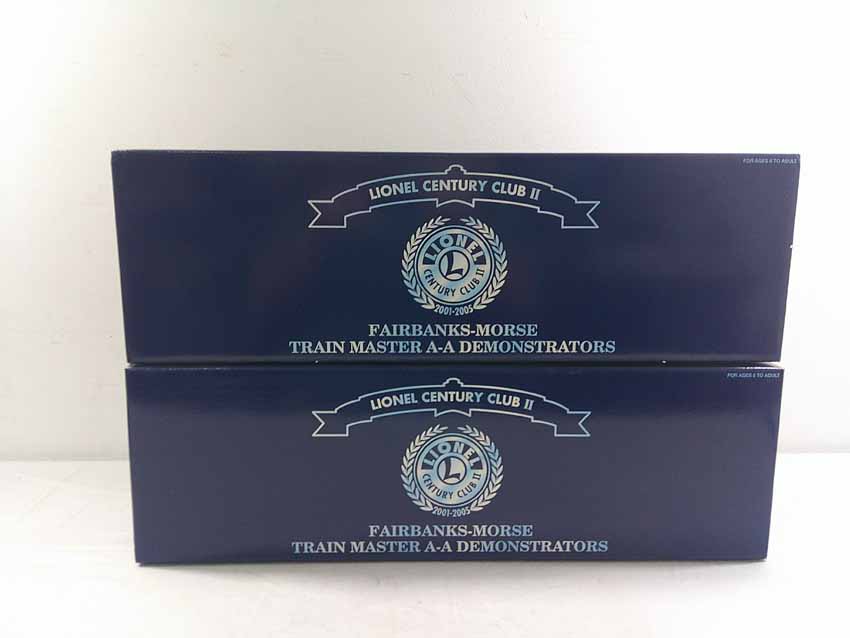 FOR AGES 8 TO ADULT
LIONEL CENTURY CLUB II
LIONEL
L
CENTURY CLUB II
2001-2005
FAIRBANKS-MORSE
TRAIN MASTER A-A DEMONSTRATORS
FOR AGES 8 TO ADULT
LIONEL CENTURY CLUB II
LIONEL
L
CENTURY CLUB II
2001-2005
FAIRBANKS-MORSE
TRAIN MASTER A-A DEMONSTRATORS